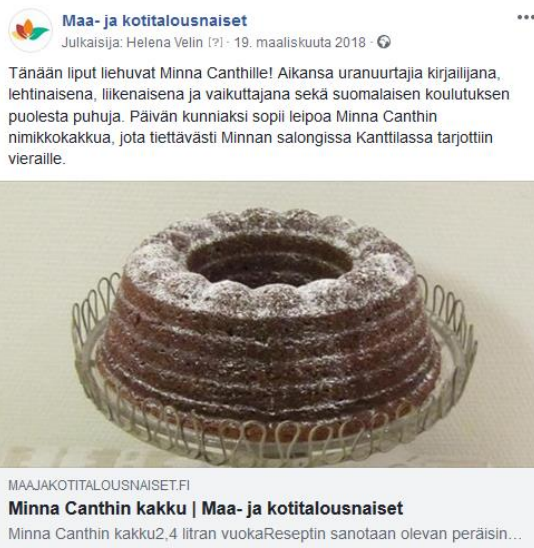 Maa- ja kotitalousnaiset
Julkaisija: Helena Velin [?] · 19. maaliskuuta 2018 ·
Tänään liput liehuvat Minna Canthille! Aikansa uranuurtajia kirjailijana,
lehtinaisena, liikenaisena ja vaikuttajana sekä suomalaisen koulutuksen
puolesta puhuja. Päivän kunniaksi sopii leipoa Minna Canthin
nimikkokakkua, jota tiettävästi Minnan salongissa Kanttilassa tarjottiin
vieraille.
MAAJAKOTITALOUSNAISET.FI
Minna Canthin kakku | Maa- ja kotitalousnaiset
Minna Canthin kakku2,4 litran vuokaReseptin sanotaan olevan peräisin...